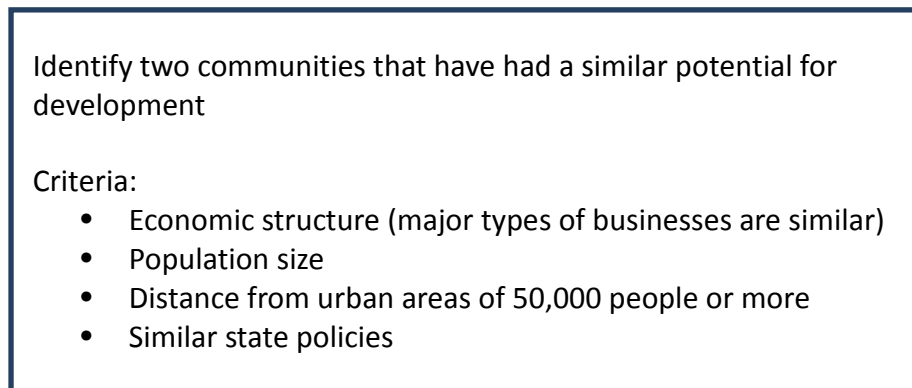 Identify two communities that have had a similar potential for
development
Criteria:
• Economic structure (major types of businesses are similar)
• Population size
• Distance from urban areas of 50,000 people or more
• Similar state policies